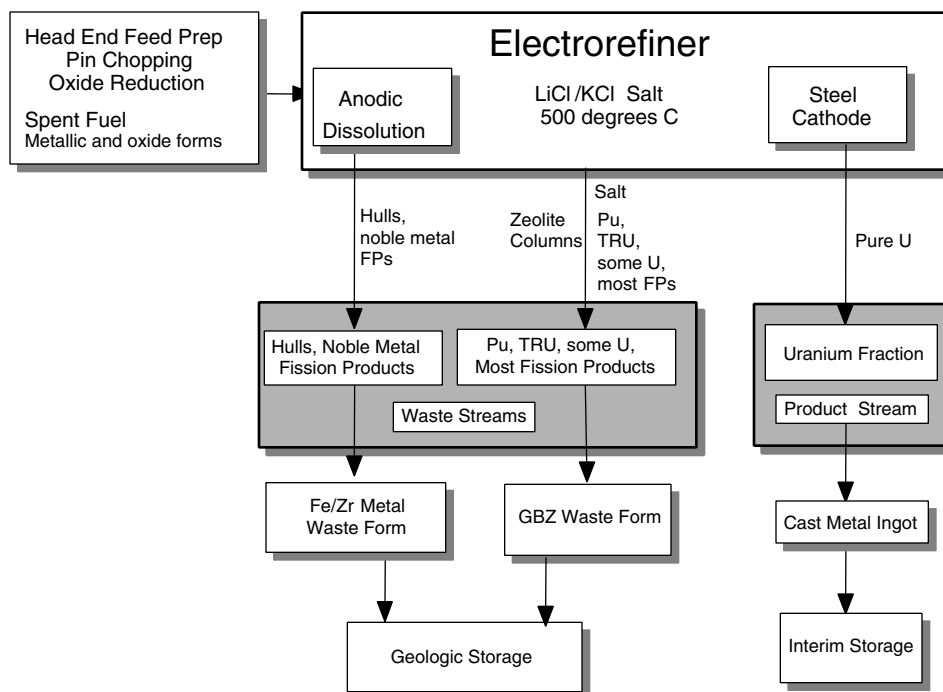 Head End Feed Prep
Pin Chopping
Oxide Reduction
Spent Fuel
Metallic and oxide forms
Electrorefiner
Anodic
Dissolution
LiCl/KCl Salt
500 degrees C
Steel
Cathode
Hulls,
noble metal
FPs
Zeolite
Columns
Salt
Pu,
TRU,
some U,
most FPs
Pure U
Hulls, Noble Metal
Fission Products
Pu, TRU, some U,
Most Fission Products
Waste Streams
Uranium Fraction
Product Stream
Fe/Zr Metal
Waste Form
GBZ Waste Form
Cast Metal Ingot
Geologic Storage
Interim Storage